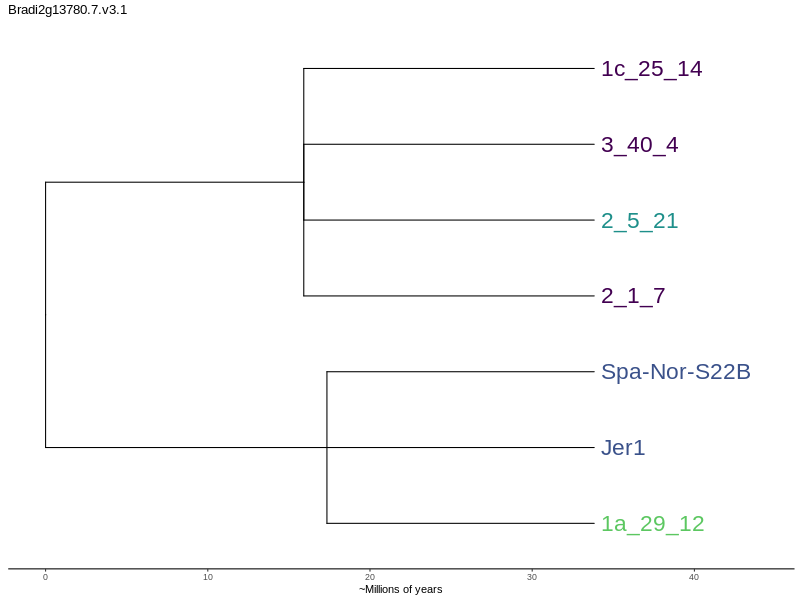 Bradi2g13780.7.v3.1
1c_25_14
3_40_4
2_5_21
2_1_7
Spa-Nor-S22B
Jer1
1a_29_12
0 10 20 30 40
~Millions of years